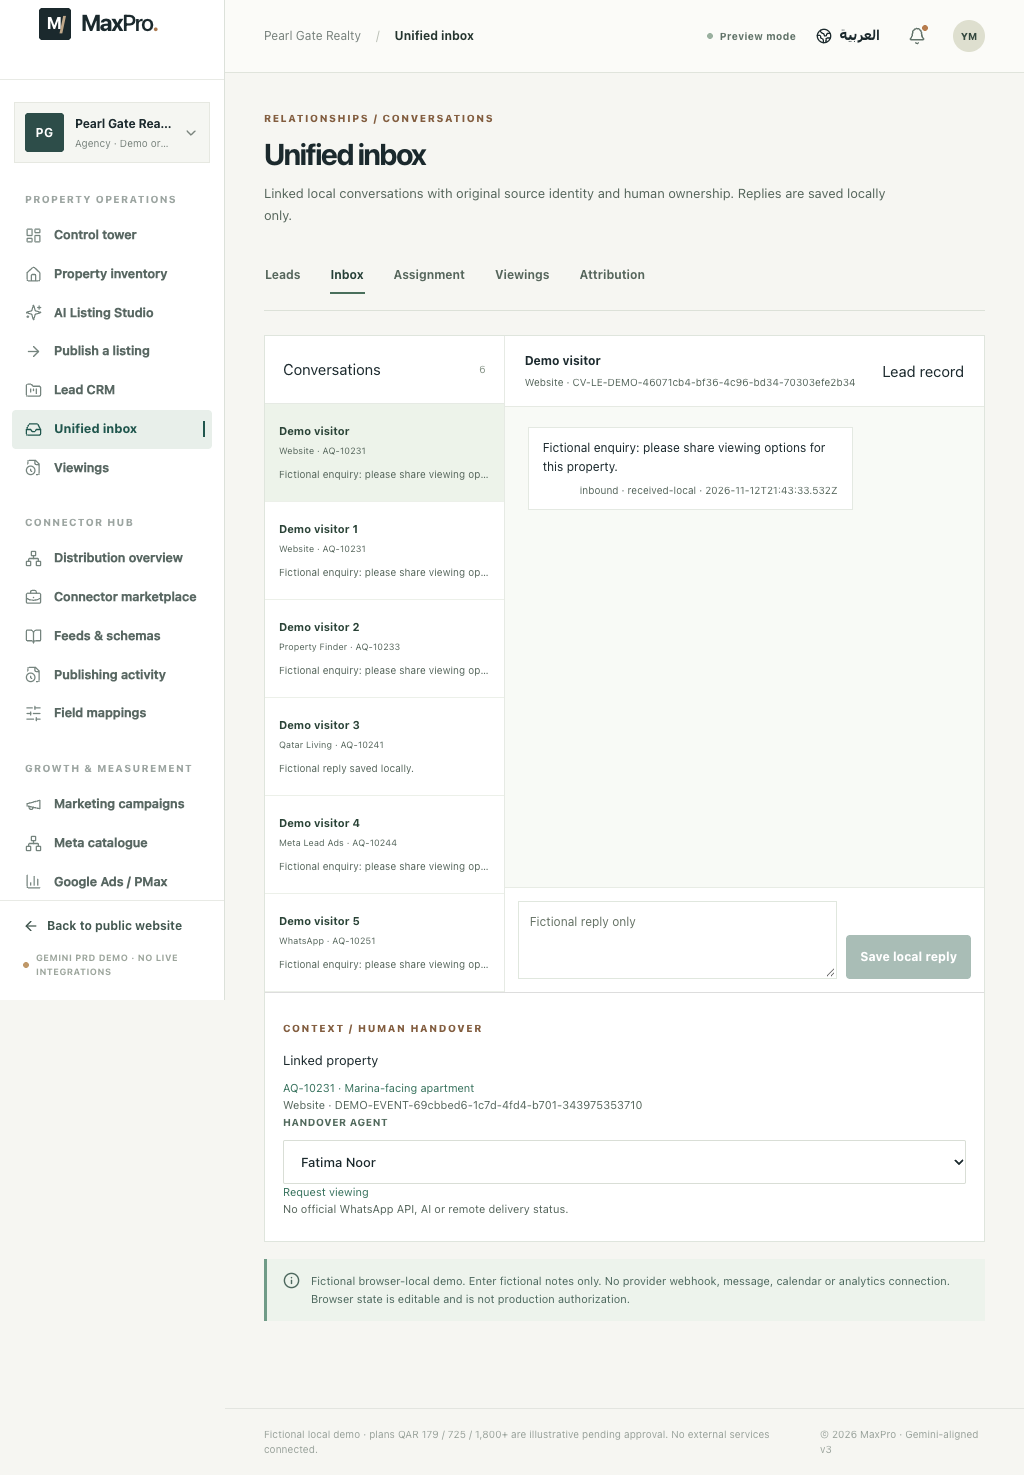 M/ MaxPro.
PG
Pearl Gate Rea...
Agency · Demo or...
PROPERTY OPERATIONS
Control tower
Property inventory
AI Listing Studio
Publish a listing
Lead CRM
Unified inbox
Viewings
CONNECTOR HUB
Distribution overview
Connector marketplace
Feeds & schemas
Publishing activity
Field mappings
GROWTH & MEASUREMENT
Marketing campaigns
Meta catalogue
Google Ads / PMax
Back to public website
GEMINI PRD DEMO · NO LIVE
INTEGRATIONS
Pearl Gate Realty / Unified inbox
Preview mode
العربية
YM
RELATIONSHIPS / CONVERSATIONS
Unified inbox
Linked local conversations with original source identity and human ownership. Replies are saved locally
only.
Leads Inbox Assignment Viewings Attribution
Conversations 6
Demo visitor
Website · AQ-10231
Fictional enquiry: please share viewing op...
Demo visitor 1
Website · AQ-10231
Fictional enquiry: please share viewing op...
Demo visitor 2
Property Finder · AQ-10233
Fictional enquiry: please share viewing op...
Demo visitor 3
Qatar Living · AQ-10241
Fictional reply saved locally.
Demo visitor 4
Meta Lead Ads · AQ-10244
Fictional enquiry: please share viewing op...
Demo visitor 5
WhatsApp · AQ-10251
Fictional enquiry: please share viewing op...
Demo visitor
Website · CV-LE-DEMO-46071cb4-bf36-4c96-bd34-70303efe2b34
Lead record
Fictional enquiry: please share viewing options for
this property.
inbound · received-local · 2026-11-12T21:43:33.532Z
Fictional reply only
Save local reply
CONTEXT / HUMAN HANDOVER
Linked property
AQ-10231 · Marina-facing apartment
Website · DEMO-EVENT-69cbbed6-1c7d-4fd4-b701-343975353710
HANDOVER AGENT
Fatima Noor
Request viewing
No official WhatsApp API, AI or remote delivery status.
Fictional browser-local demo. Enter fictional notes only. No provider webhook, message, calendar or analytics connection.
Browser state is editable and is not production authorization.
Fictional local demo · plans QAR 179 / 725 / 1,800+ are illustrative pending approval. No external services
connected.
© 2026 MaxPro · Gemini-aligned
v3